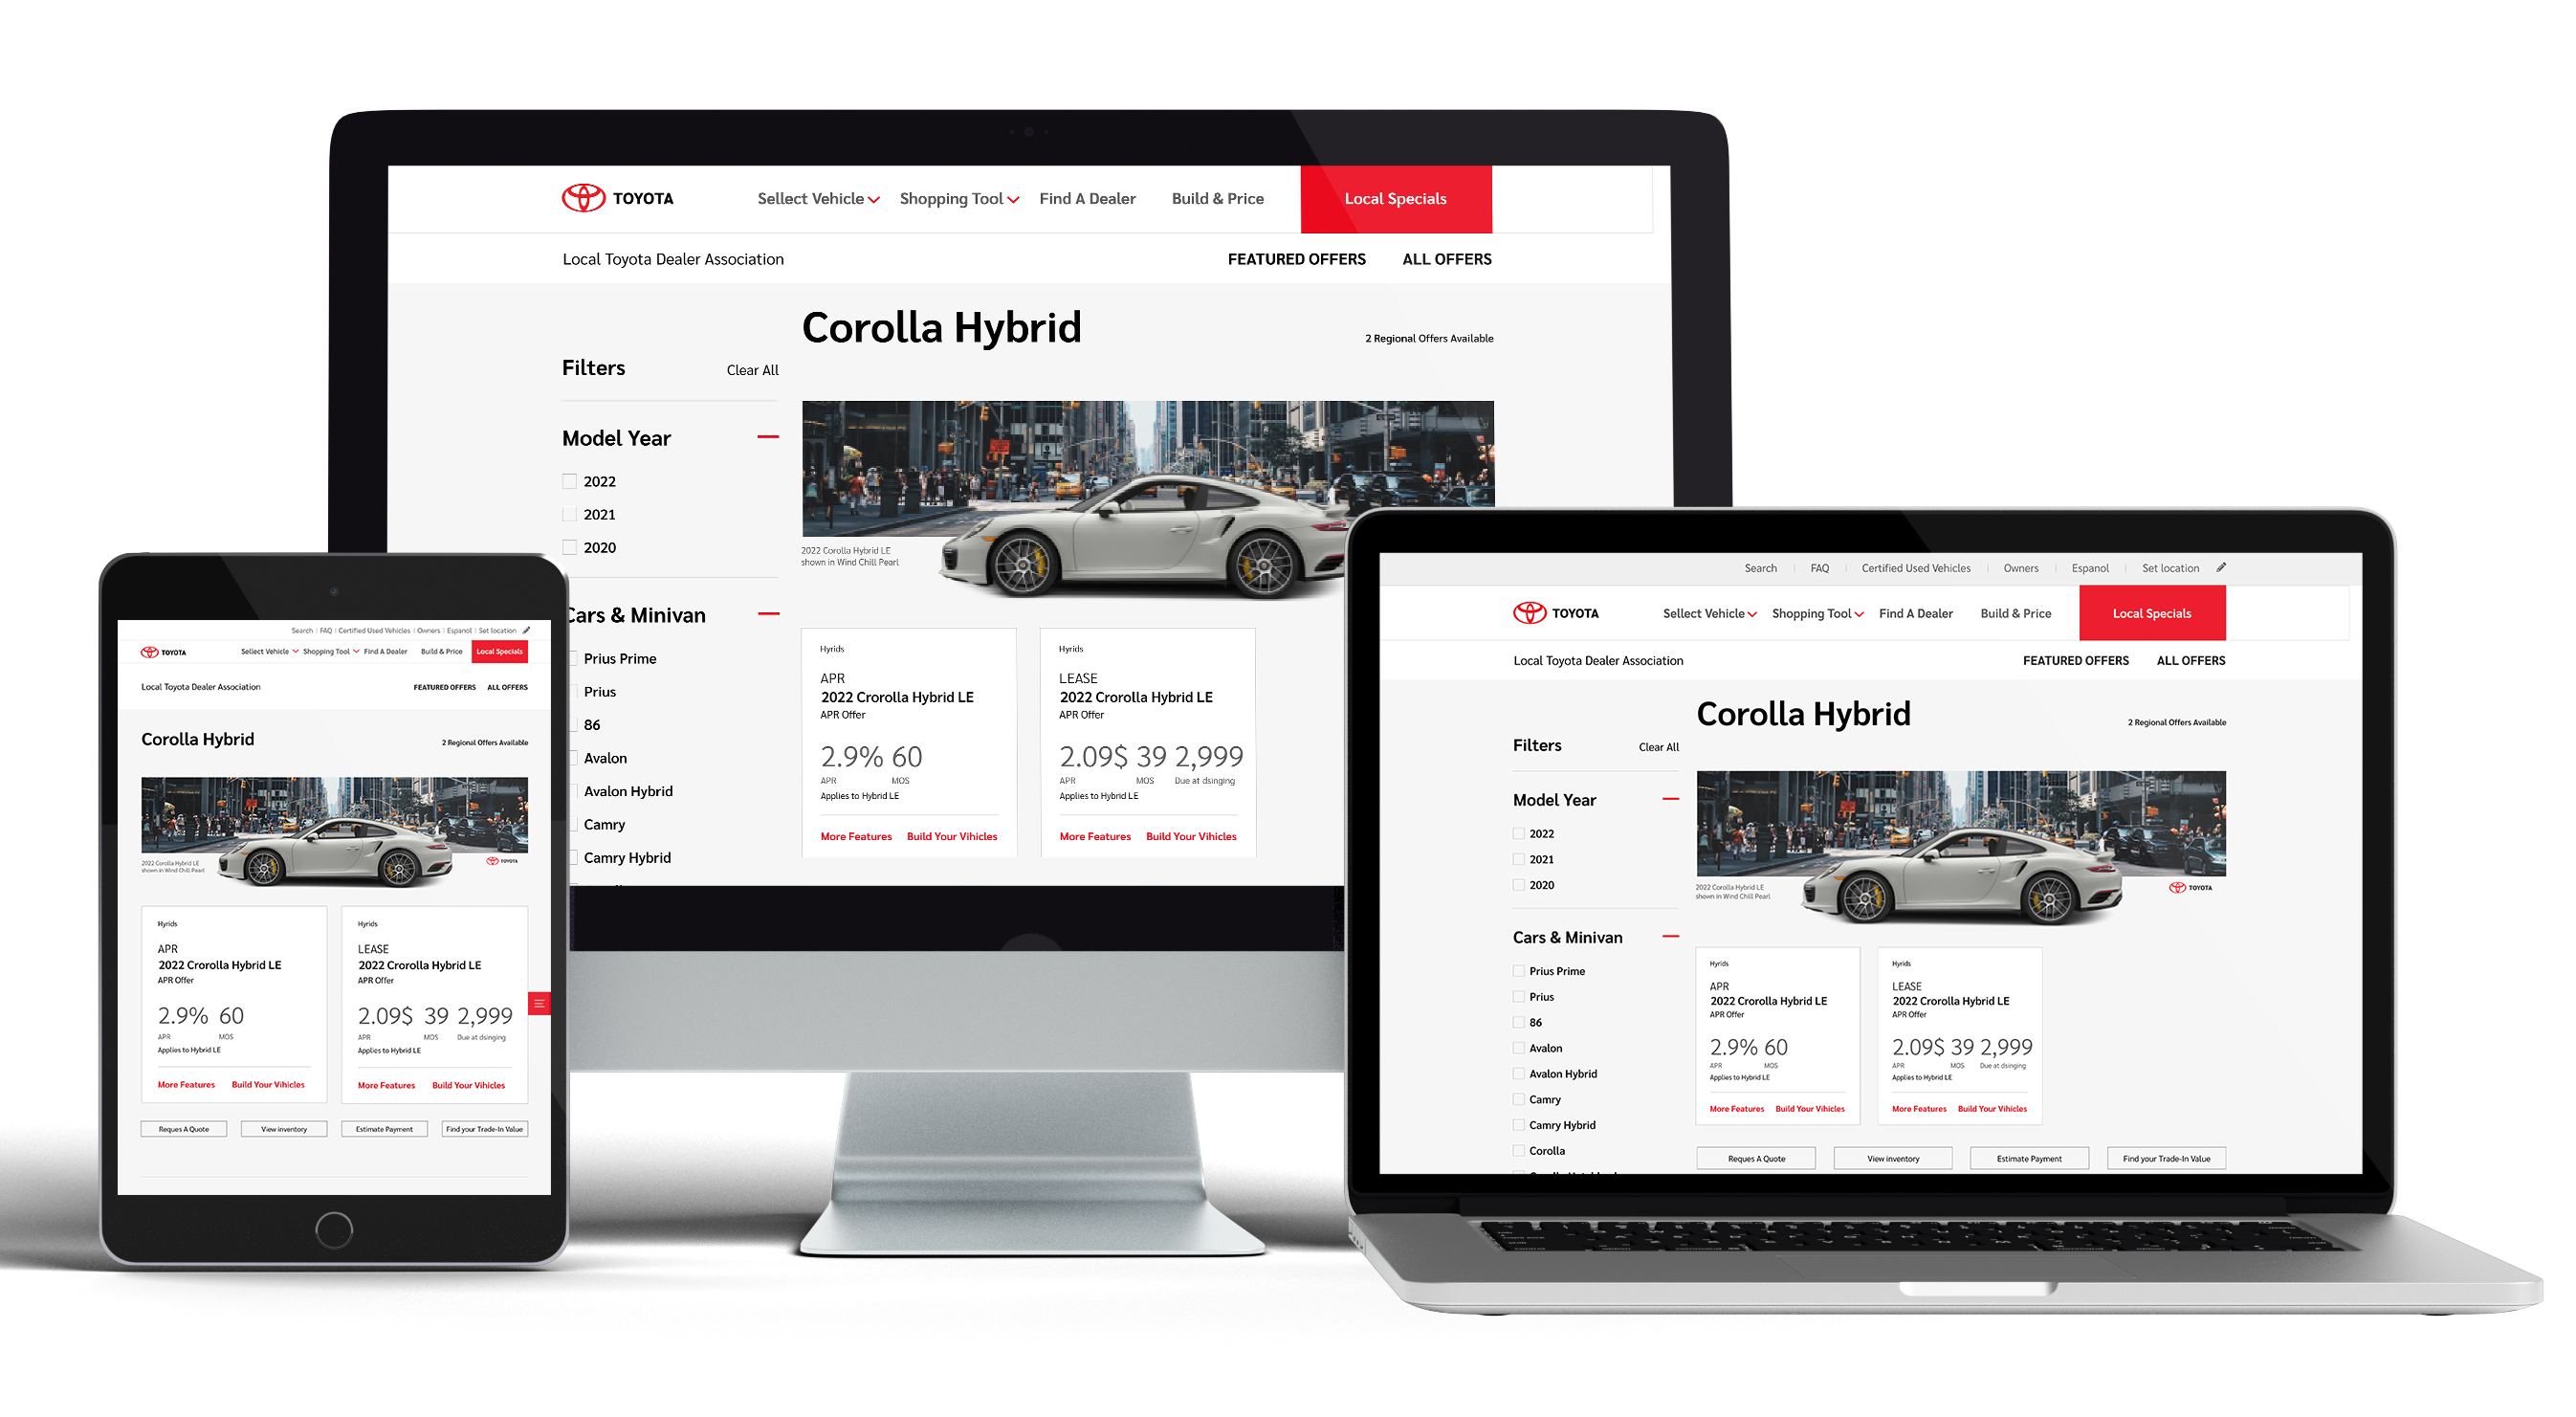 TOYOTA
Sellect Vehicle Shopping Tool Find A Dealer Build & Price Local Specials
Local Toyota Dealer Association FEATURED OFFERS ALL OFFERS
Corolla Hybrid
2 Regional Offers Available
Filters Clear All
Model Year
2022
2021
2020
Cars & Minivan
Prius Prime
Prius
86
Avalon
Avalon Hybrid
Camry
Camry Hybrid
2022 Corolla Hybrid LE
shown in Wind Chill Pearl
Hyrids
APR
2022 Crorolla Hybrid LE
APR Offer
2.9% 60
APR MOS
Applies to Hybrid LE
More Features Build Your Vihicles
Hyrids
LEASE
2022 Crorolla Hybrid LE
APR Offer
2.09$ 39 2,999
APR MOS Due at dsinging
Applies to Hybrid LE
More Features Build Your Vihicles
Search FAQ Certified Used Vehicles Owners Espanol Set location
TOYOTA
Sellect Vehicle Shopping Tool Find A Dealer Build & Price Local Specials
Local Toyota Dealer Association FEATURED OFFERS ALL OFFERS
Corolla Hybrid
2 Regional Offers Available
2022 Corolla Hybrid LE
shown in Wind Chill Pearl
TOYOTA
Hyrids
APR
2022 Crorolla Hybrid LE
APR Offer
2.9% 60
APR MOS
Applies to Hybrid LE
More Features Build Your Vihicles
Hyrids
LEASE
2022 Crorolla Hybrid LE
APR Offer
2.09$ 39 2,999
APR MOS Due at dsinging
Applies to Hybrid LE
More Features Build Your Vihicles
Reques A Quote View inventory Estimate Payment Find your Trade-In Value
Search FAQ Certified Used Vehicles Owners Espanol Set location
TOYOTA
Sellect Vehicle Shopping Tool Find A Dealer Build & Price Local Specials
Local Toyota Dealer Association FEATURED OFFERS ALL OFFERS
Corolla Hybrid
2 Regional Offers Available
Filters Clear All
Model Year
2022
2021
2020
Cars & Minivan
Prius Prime
Prius
86
Avalon
Avalon Hybrid
Camry
Camry Hybrid
Corolla
2022 Corolla Hybrid LE
shown in Wind Chill Pearl
TOYOTA
Hyrids
APR
2022 Crorolla Hybrid LE
APR Offer
2.9% 60
APR MOS
Applies to Hybrid LE
More Features Build Your Vihicles
Hyrids
LEASE
2022 Crorolla Hybrid LE
APR Offer
2.09$ 39 2,999
APR MOS Due at dsinging
Applies to Hybrid LE
More Features Build Your Vihicles
Reques A Quote View inventory Estimate Payment Find your Trade-In Value